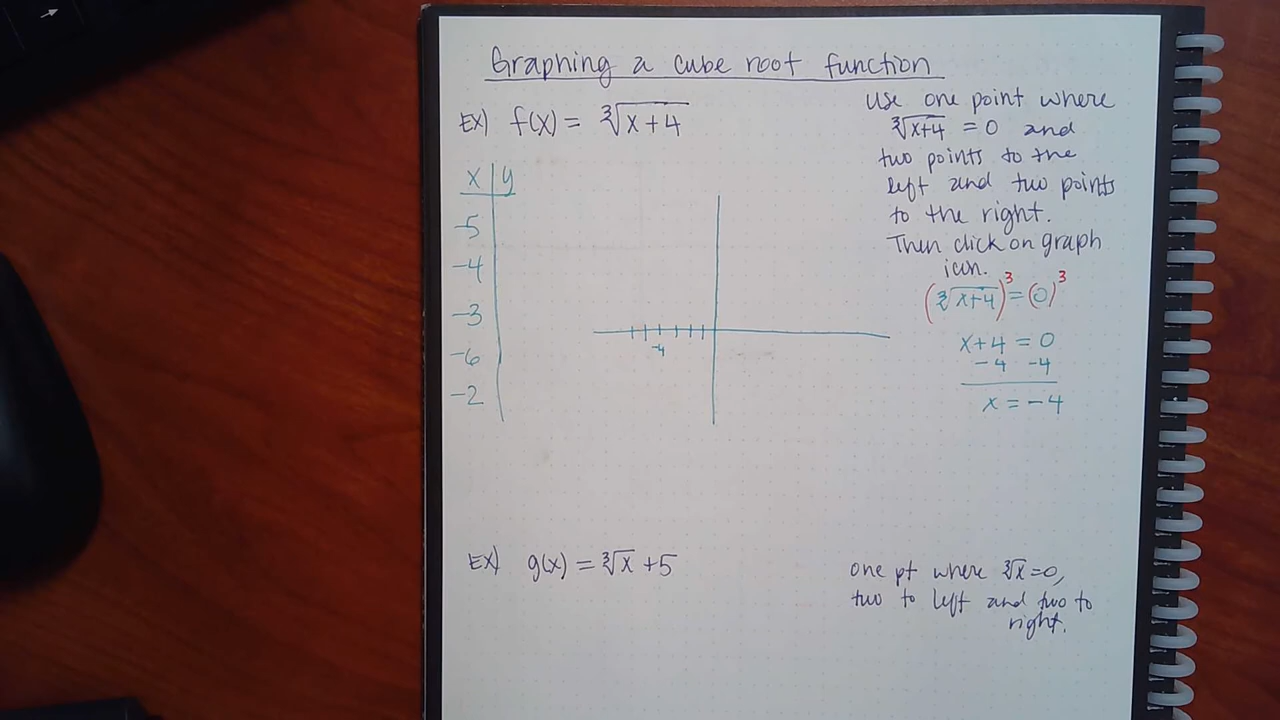 Graphing a cube root function
EX) f(x) = ∛(x+4)
x | y
-5
-4
-3
-6
-2
-4
use one point where
∛(x+4) = 0 and
two points to the
left and two points
to the right.
Then click on graph
icon.
(∛(x+4))³ = (0)³
x+4 = 0
-4 -4
x = -4
EX) g(x) = ∛x +5
one pt where ∛x=0,
two to left and two to
right.